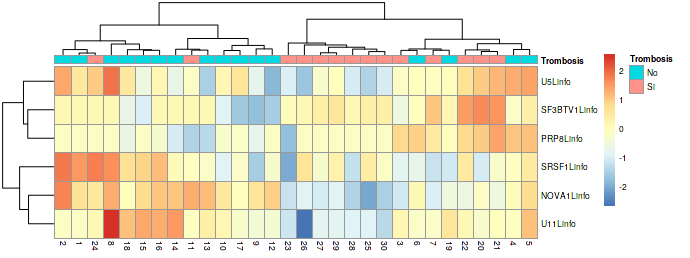 Trombosis
U5Linfo
SF3BTV1Linfo
PRP8Linfo
SRSF1Linfo
NOVA1Linfo
U11Linfo
2 1 24 8 18 15 16 14 11 13 10 17 9 12 23 26 27 29 28 25 30 3 6 7 19 22 20 21 4 5
2
1
0
-1
-2
Trombosis
No
SI